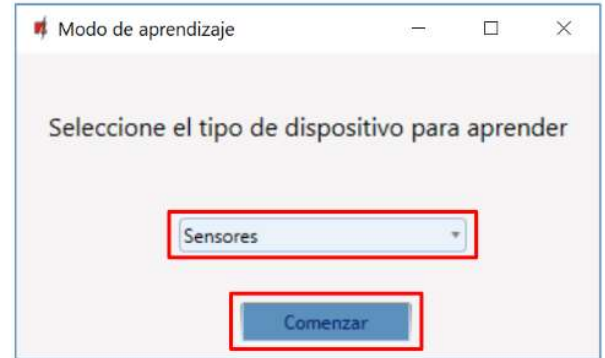 Modo de aprendizaje
Seleccione el tipo de dispositivo para aprender
Sensores
Comenzar